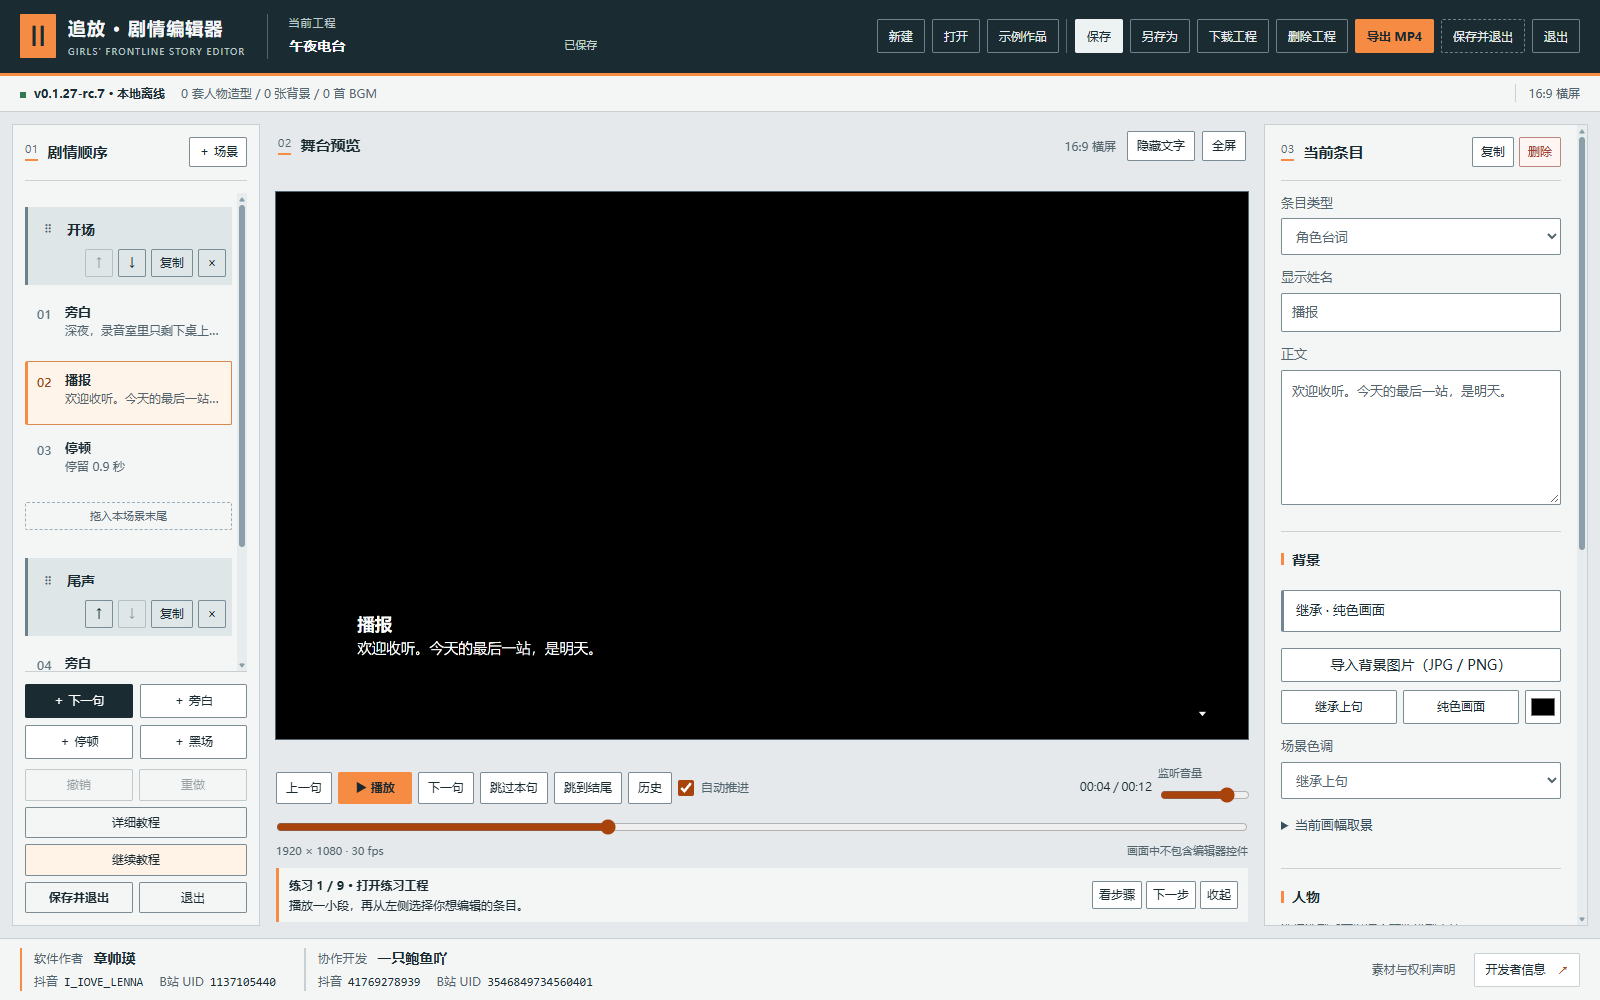 追放・剧情编辑器
GIRLS' FRONTLINE STORY EDITOR
当前工程
午夜电台
已保存
新建
打开
示例作品
保存
另存为
下载工程
删除工程
导出 MP4
保存并退出
退出
v0.1.27-rc.7・本地离线
0 套人物造型 / 0 张背景 / 0 首 BGM
16:9 横屏
01 剧情顺序
+ 场景
开场
↑ ↓ 复制 ×
01 旁白
深夜，录音室里只剩下桌上...
02 播报
欢迎收听。今天的最后一站...
03 停顿
停留 0.9 秒
拖入本场景末尾
尾声
↑ ↓ 复制 ×
04 旁白
+ 下一句
+ 旁白
+ 停顿
+ 黑场
撤销
重做
详细教程
继续教程
保存并退出
退出
02 舞台预览
16:9 横屏
隐藏文字
全屏
播报
欢迎收听。今天的最后一站，是明天。
上一句
▶ 播放
下一句
跳过本句
跳到结尾
历史
自动推进
00:04 / 00:12
监听音量
1920 × 1080 · 30 fps
画面中不包含编辑器控件
练习 1 / 9・打开练习工程
播放一小段，再从左侧选择你想编辑的条目。
看步骤
下一步
收起
03 当前条目
复制
删除
条目类型
角色台词
显示姓名
播报
正文
欢迎收听。今天的最后一站，是明天。
背景
继承 · 纯色画面
导入背景图片（JPG / PNG）
继承上句
纯色画面
场景色调
继承上句
▶ 当前画幅取景
人物
软件作者 章帅瑛
抖音 I_IOVE_LENNA B站 UID 1137105440
协作开发 一只鲍鱼吖
抖音 41769278939 B站 UID 3546849734560401
素材与权利声明
开发者信息 ↗